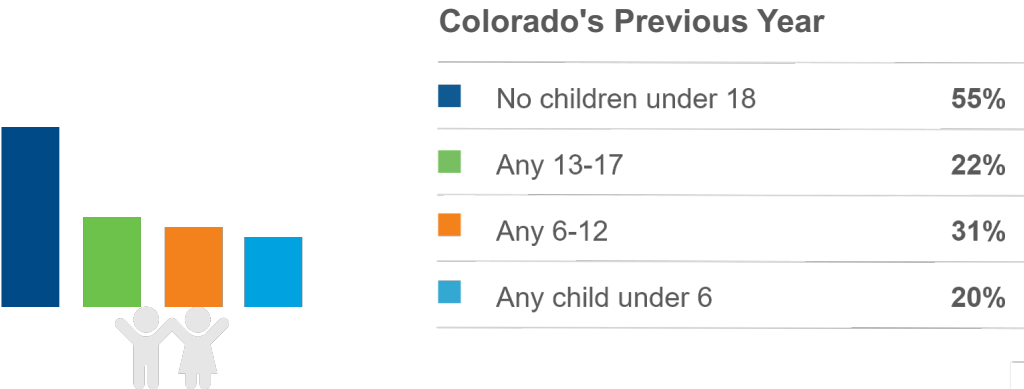 Colorado's Previous Year
No children under 18 55%
Any 13-17 22%
Any 6-12 31%
Any child under 6 20%